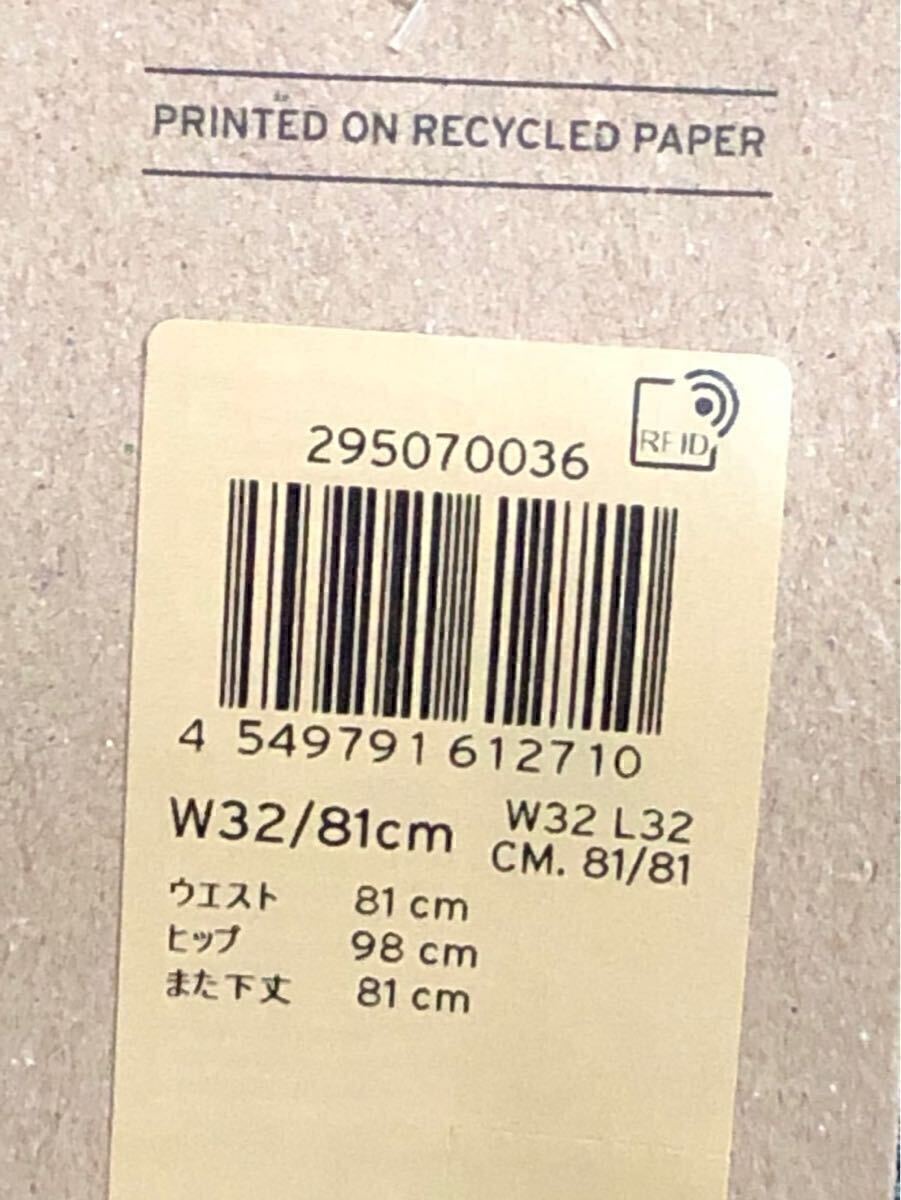 PRINTED ON RECYCLED PAPER
295070036
RFID
4 549791 612710
W32/81cm
W32 L32
CM. 81/81
ウエスト 81 cm
ヒップ 98 cm
また下丈 81 cm